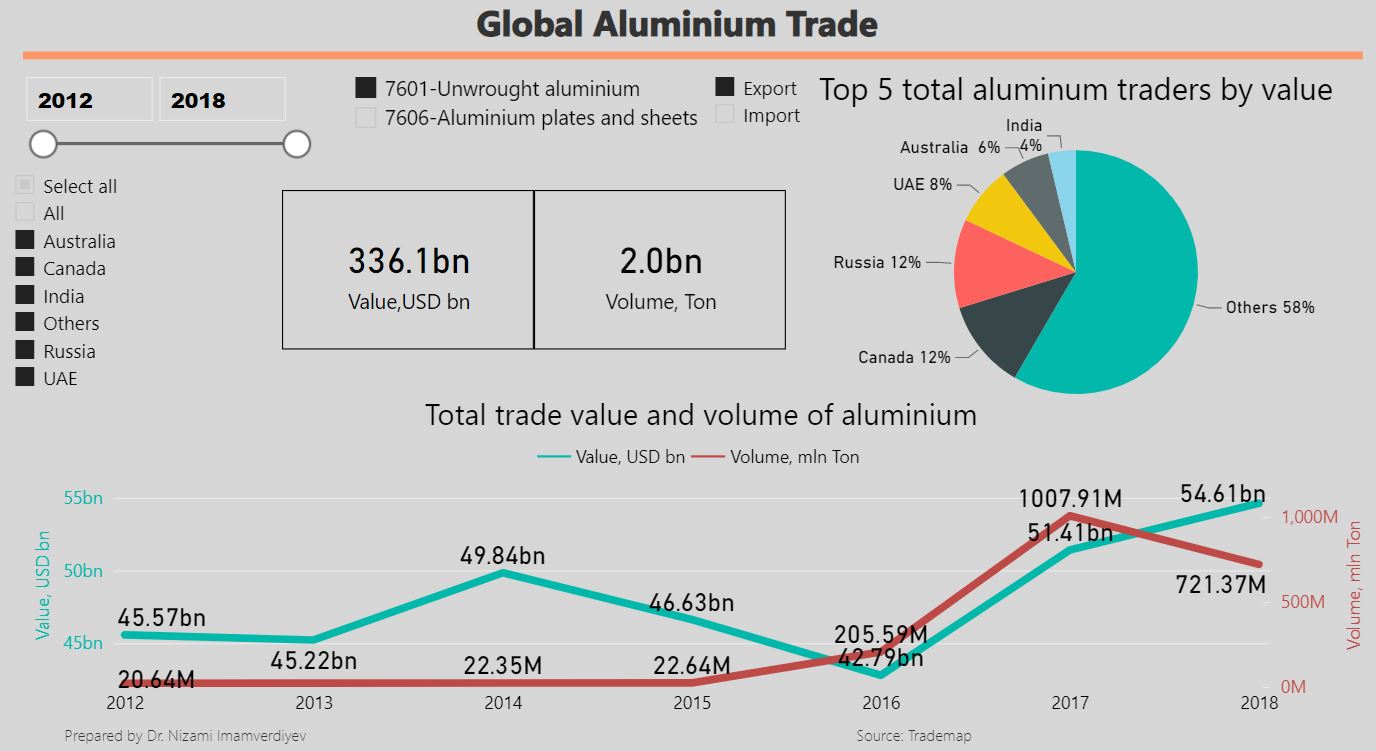 Global Aluminium Trade
2012 2018
7601-Unwrought aluminium
7606-Aluminium plates and sheets
Export
Import
Select all
All
Australia
Canada
India
Others
Russia
UAE
336.1bn
Value,USD bn
2.0bn
Volume, Ton
Top 5 total aluminum traders by value
India
4%
Australia 6%
UAE 8%
Russia 12%
Canada 12%
Others 58%
Total trade value and volume of aluminium
Value, USD bn Volume, mln Ton
Value, USD bn
55bn
50bn
45bn
45.57bn
45.22bn
49.84bn
46.63bn
42.79bn
51.41bn
54.61bn
20.64M
22.35M
22.64M
205.59M
1007.91M
721.37M
1,000M
500M
0M
Volume, mln Ton
2012 2013 2014 2015 2016 2017 2018
Prepared by Dr. Nizami Imamverdiyev
Source: Trademap